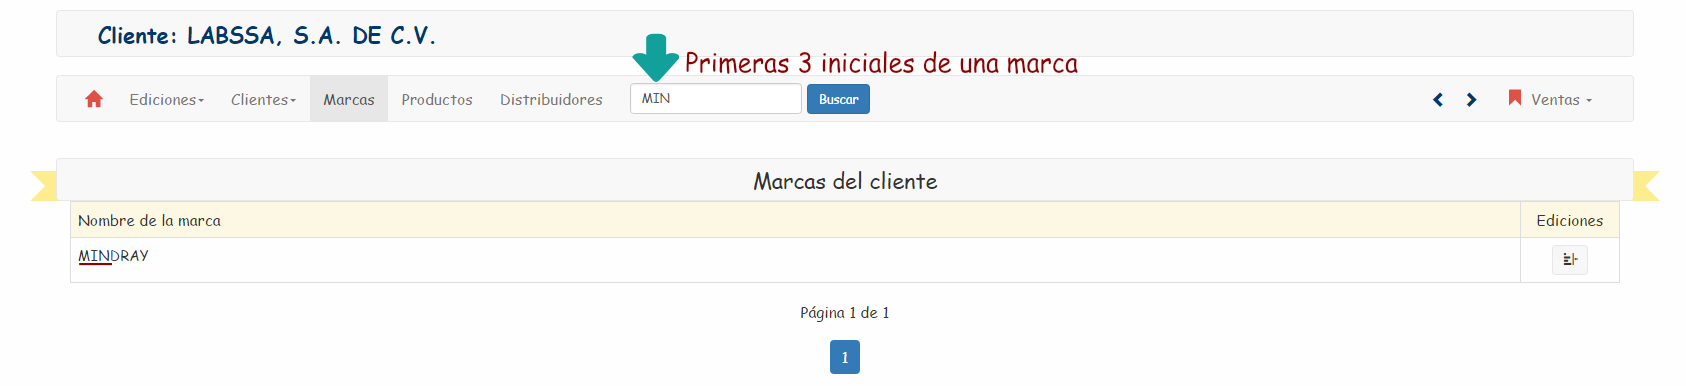 Cliente: LABSSA, S.A. DE C.V.
Primeras 3 iniciales de una marca
Ediciones Clientes Marcas Productos Distribuidores MIN Buscar Ventas
Marcas del cliente
Nombre de la marca Ediciones
MINDRAY
Página 1 de 1
1